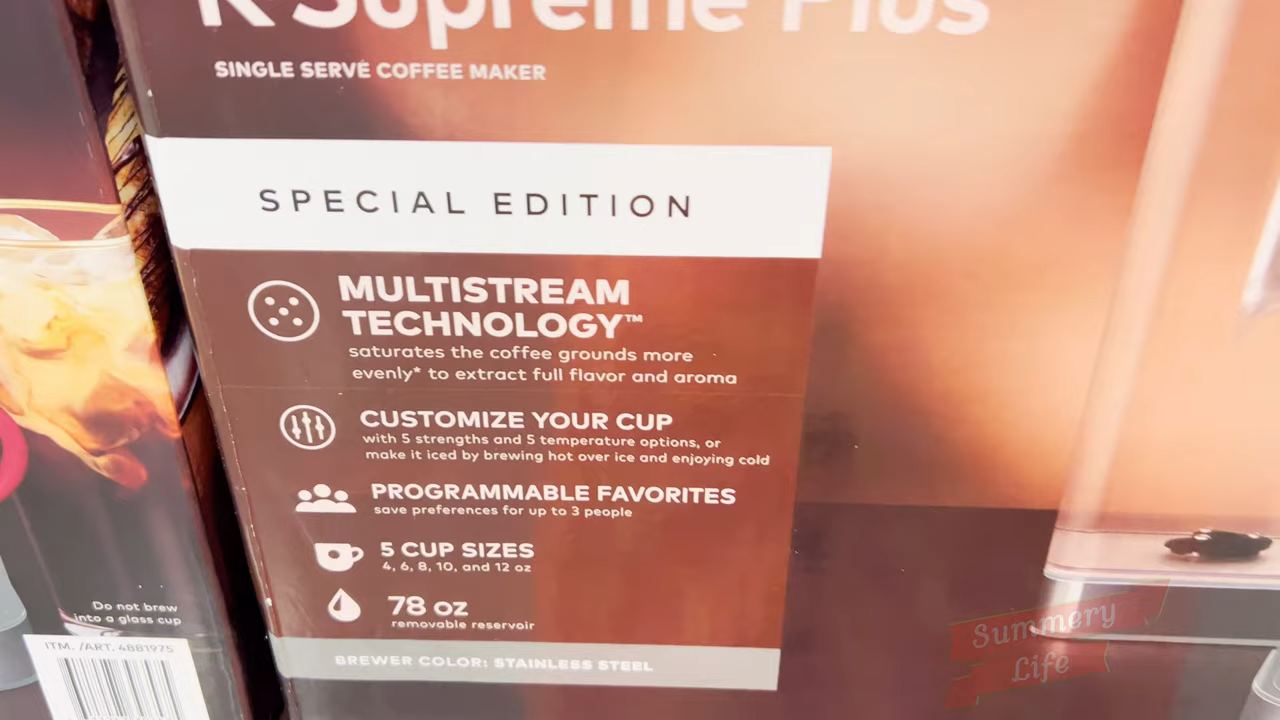 K Supreme Plus
SINGLE SERVE COFFEE MAKER
SPECIAL EDITION
MULTISTREAM
TECHNOLOGY™
saturates the coffee grounds more
evenly* to extract full flavor and aroma
CUSTOMIZE YOUR CUP
with 5 strengths and 5 temperature options, or
make it iced by brewing hot over ice and enjoying cold
PROGRAMMABLE FAVORITES
save preferences for up to 3 people
5 CUP SIZES
4, 6, 8, 10, and 12 oz
78 oz
removable reservoir
BREWER COLOR: STAINLESS STEEL
Do not brew
into a glass cup
ITM. /ART. 4881975
Summery
Life